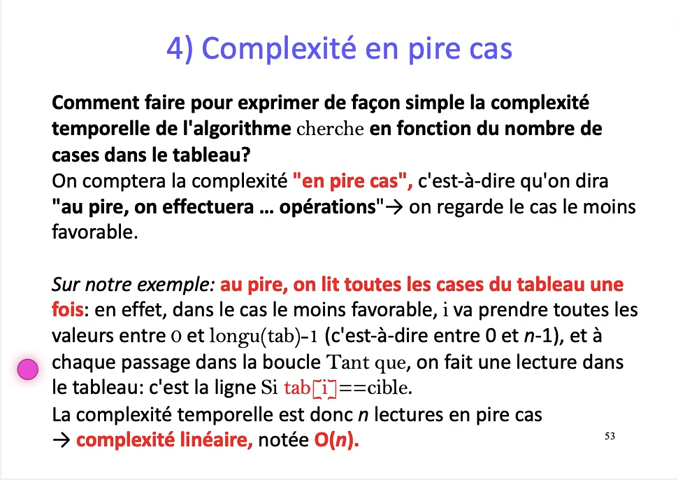 4) Complexité en pire cas
Comment faire pour exprimer de façon simple la complexité
temporelle de l'algorithme cherche en fonction du nombre de
cases dans le tableau?
On comptera la complexité "en pire cas", c'est-à-dire qu'on dira
"au pire, on effectuera ... opérations"→ on regarde le cas le moins
favorable.
Sur notre exemple: au pire, on lit toutes les cases du tableau une
fois: en effet, dans le cas le moins favorable, i va prendre toutes les
valeurs entre 0 et longu(tab)-1 (c'est-à-dire entre 0 et n-1), et à
chaque passage dans la boucle Tant que, on fait une lecture dans
le tableau: c'est la ligne Si tab[i]==cible.
La complexité temporelle est donc n lectures en pire cas
→ complexité linéaire, notée O(n).
53